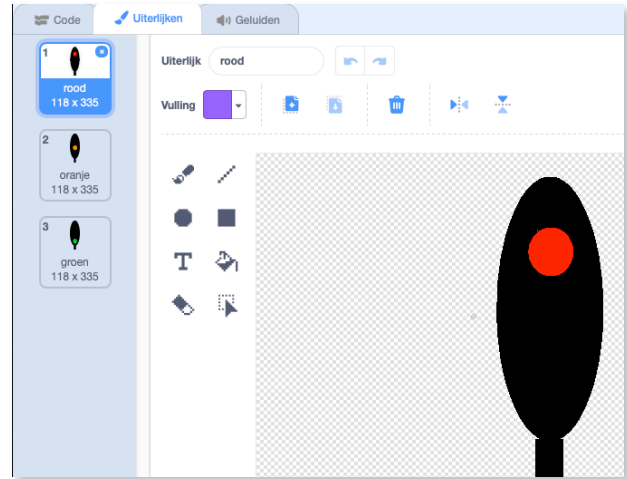 Code
Uiterlijken
Geluiden
1
rood
118 x 335
2
oranje
118 x 335
3
groen
118 x 335
Uiterlijk
rood
Vulling
T